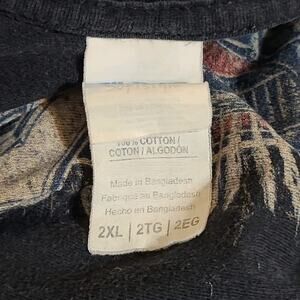 100% COTTON /
COTON / ALGODÓN
Made in Bangladesh
Fabriqué au Bangladesh
Hecho en Bangladesh
2XL | 2TG | 2EG